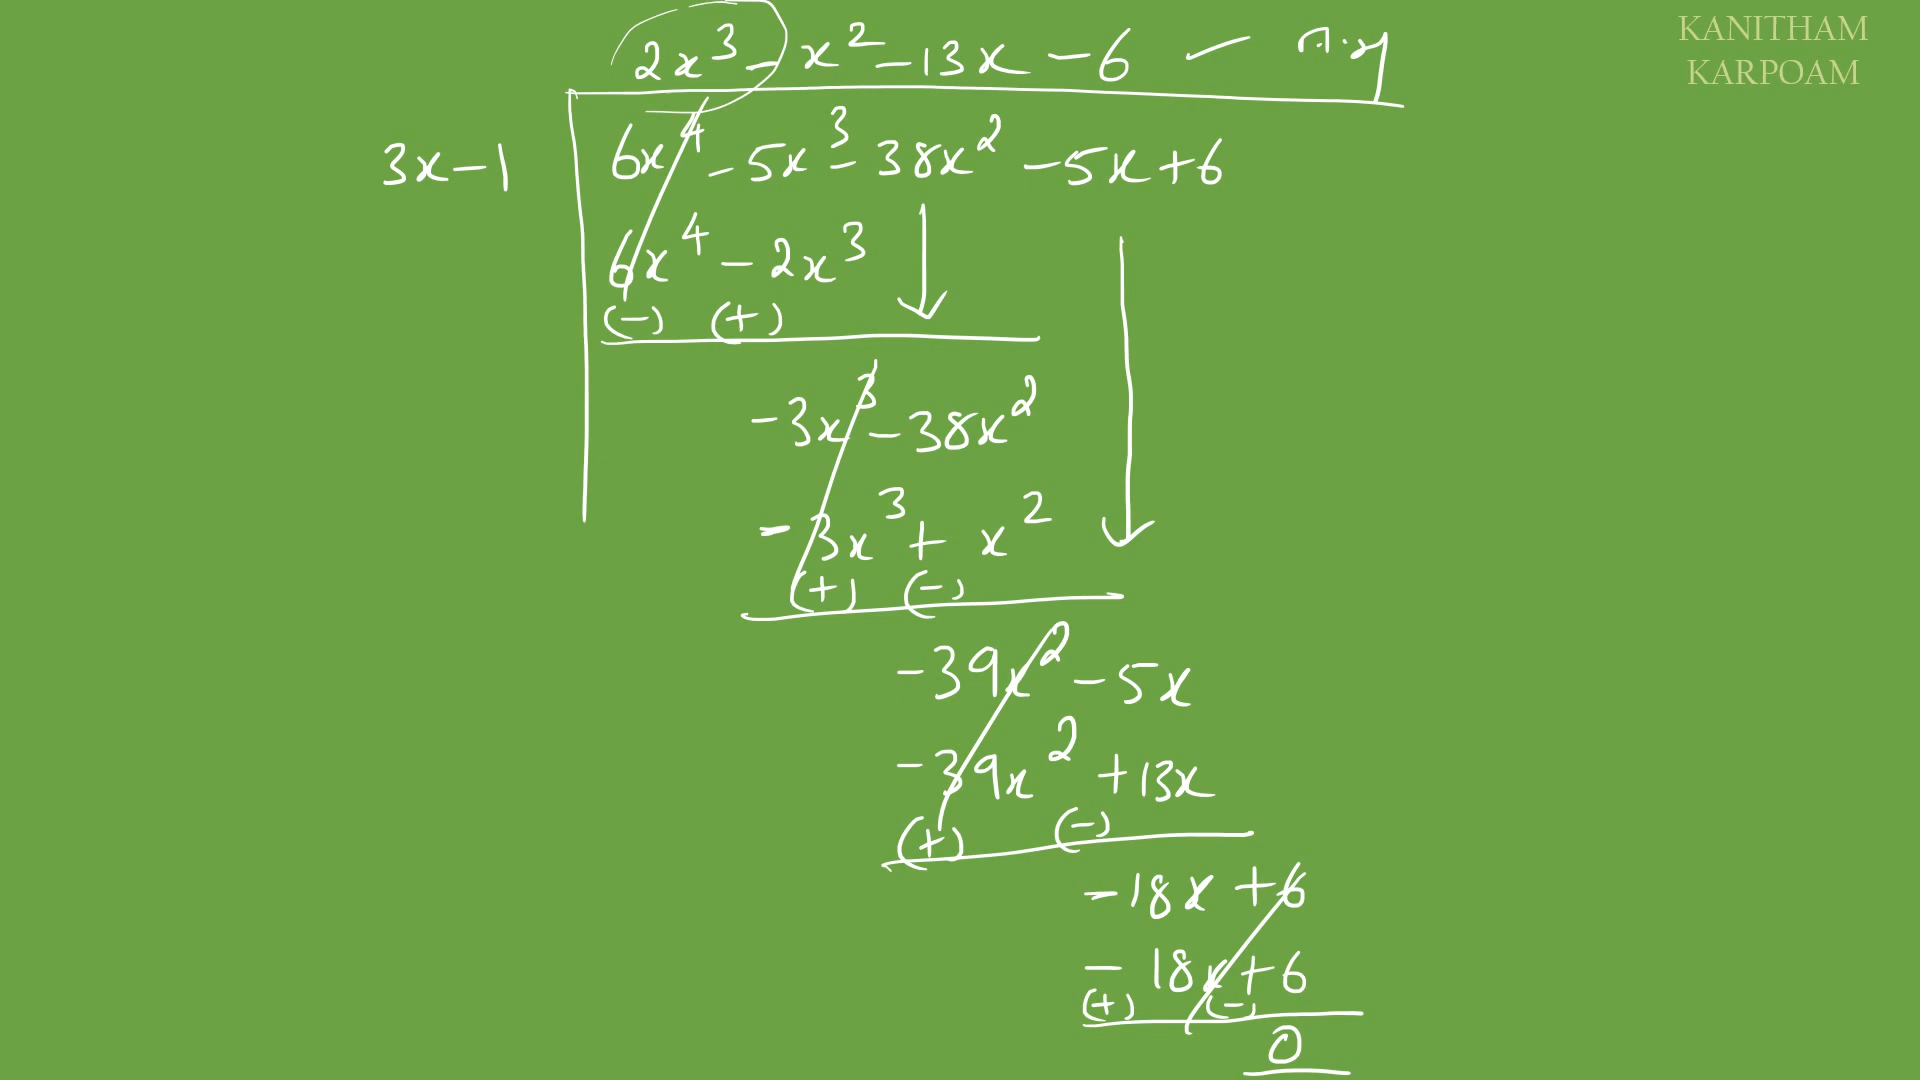 KANITHAM
KARPOAM
2x³ - x² - 13x - 6 -
3x - 1
6x⁴ - 5x³ - 38x² - 5x + 6
6x⁴ - 2x³
(-) (+)
-3x³ - 38x²
-3x³ + x²
(+) (-)
-39x² - 5x
-39x² + 13x
(+) (-)
-18x + 6
-18x + 6
(+) (-)
0